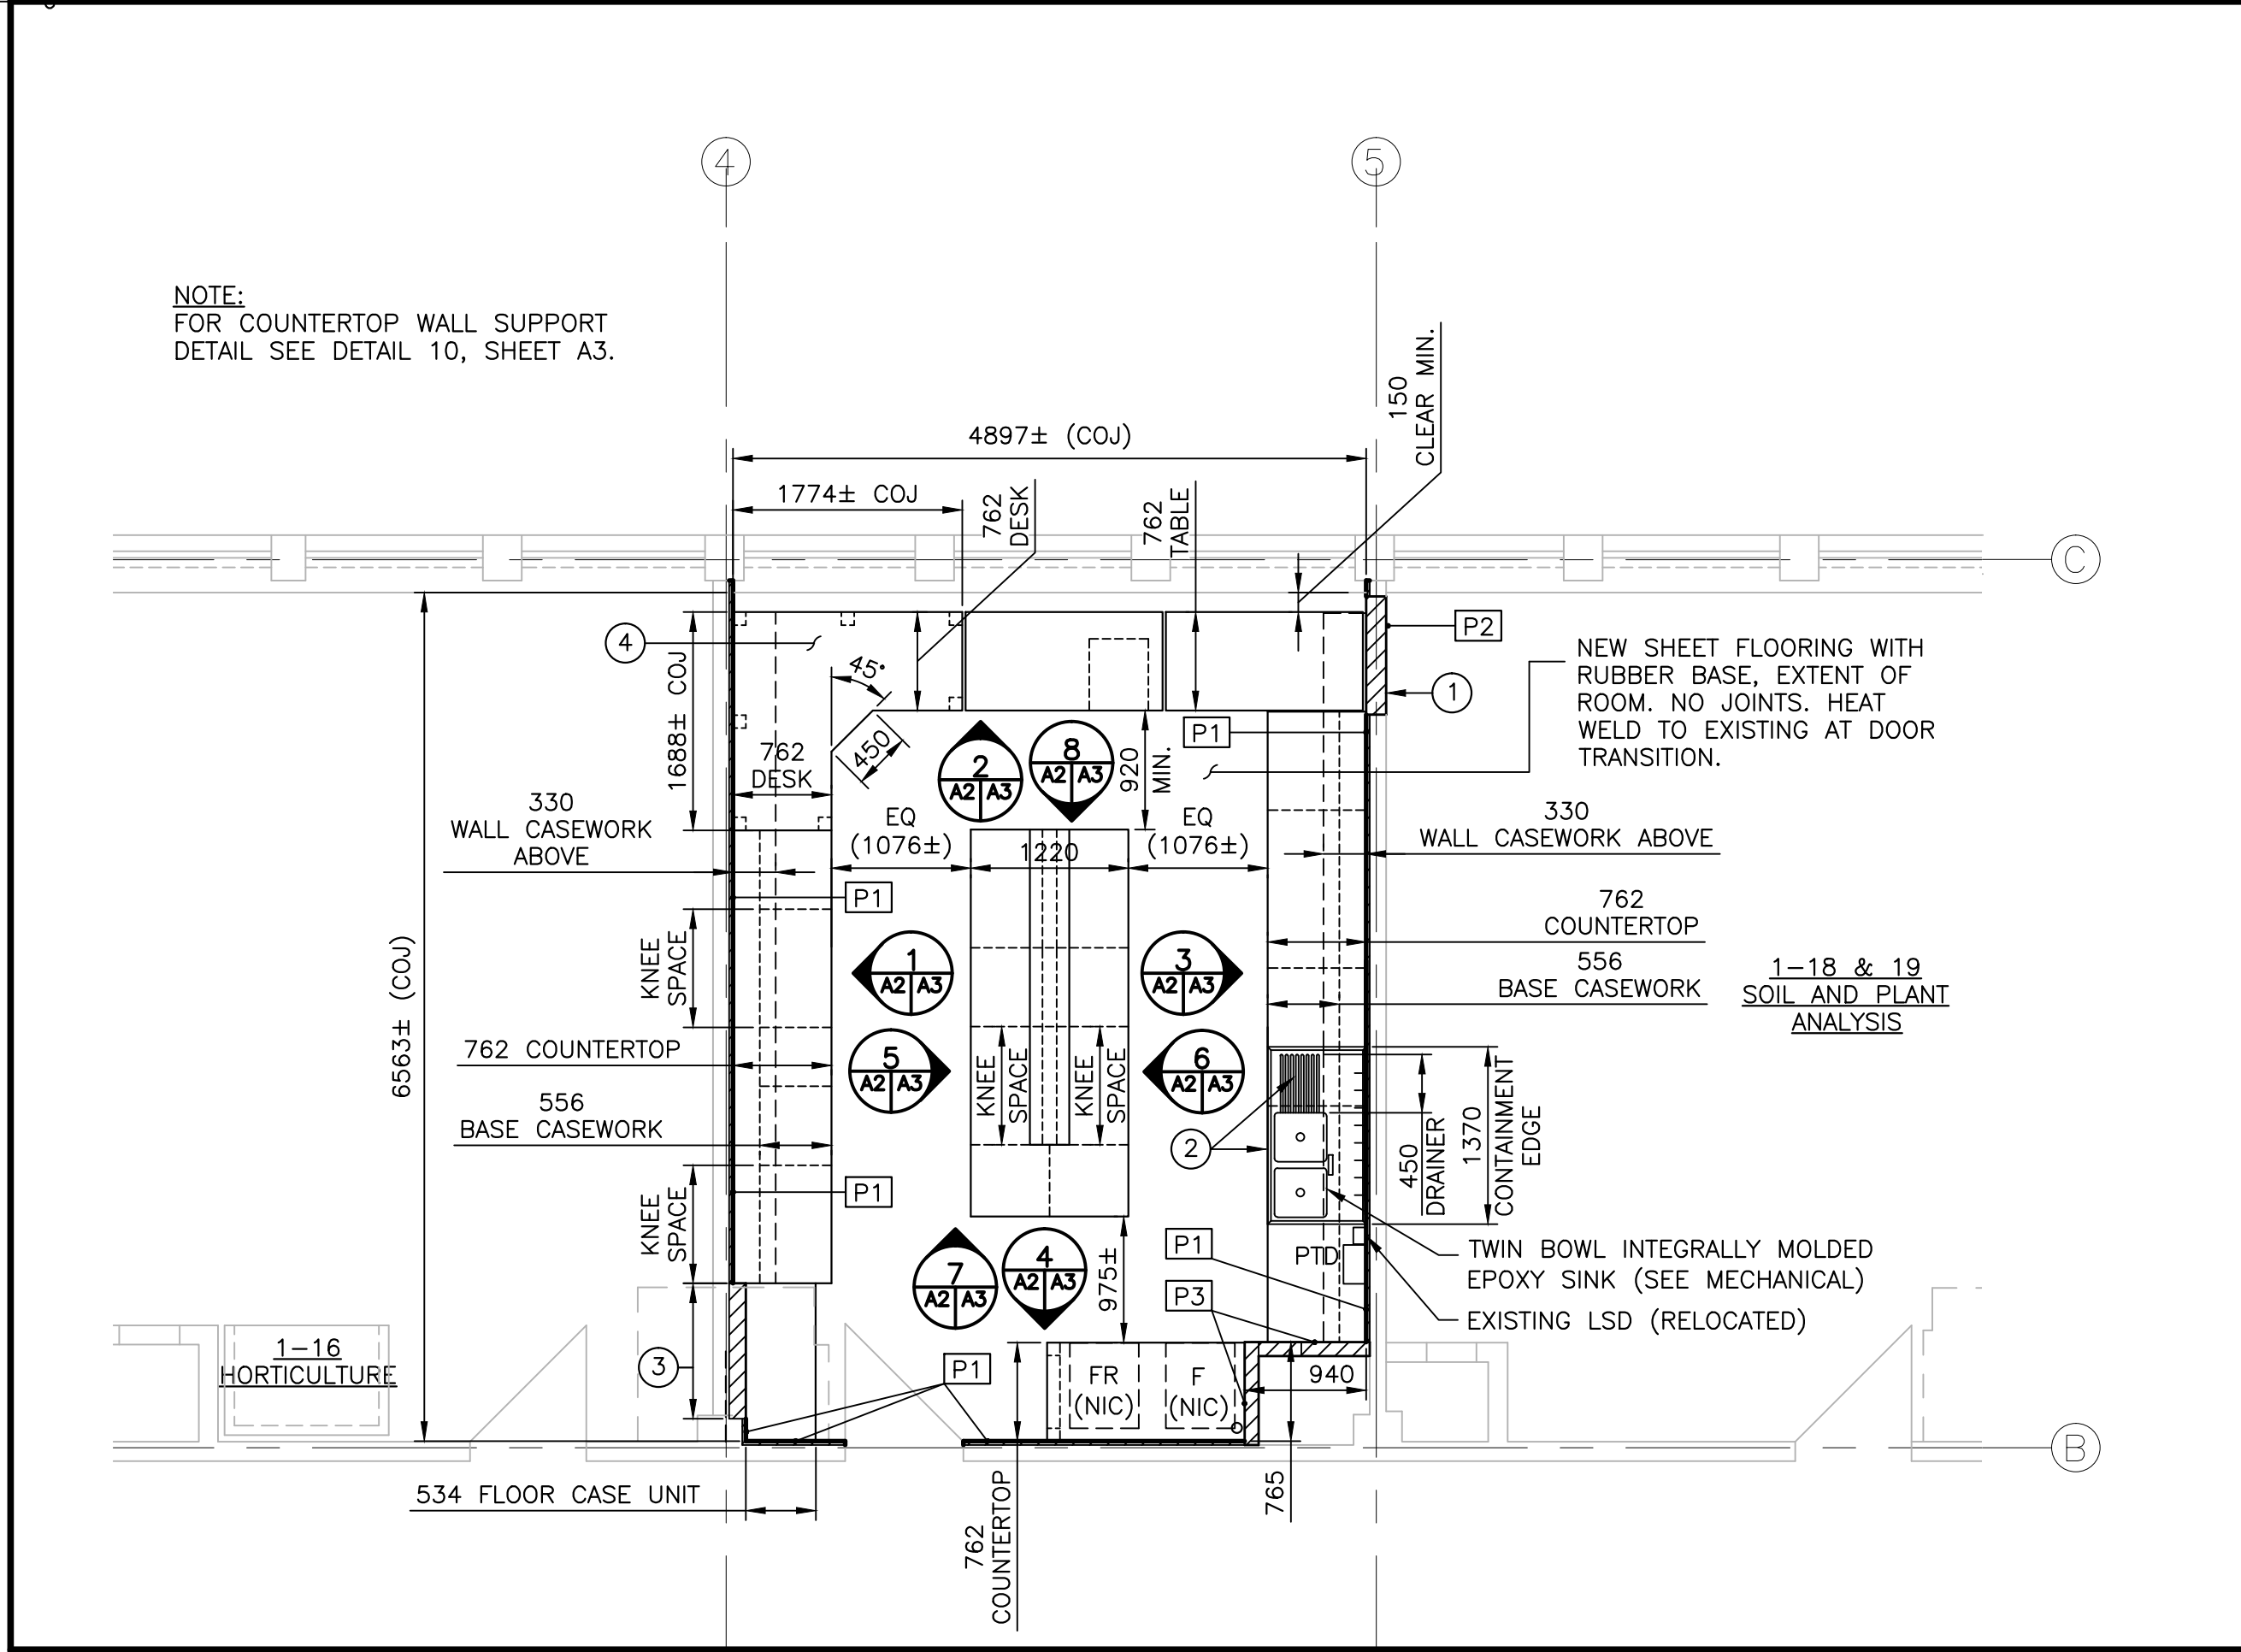 4
5
NOTE:
FOR COUNTERTOP WALL SUPPORT
DETAIL SEE DETAIL 10, SHEET A3.
150
CLEAR MIN.
4897± (COJ)
1774± COJ
762
DESK
762
TABLE
C
4
P2
1
45°
450
1688± COJ
762
DESK
P1
NEW SHEET FLOORING WITH
RUBBER BASE, EXTENT OF
ROOM. NO JOINTS. HEAT
WELD TO EXISTING AT DOOR
TRANSITION.
2
A2 A3
8
A2 A3
920
MIN.
330
WALL CASEWORK
ABOVE
EQ
(1076±)
1220
EQ
(1076±)
330
WALL CASEWORK ABOVE
P1
762
COUNTERTOP
KNEE
SPACE
1
A2 A3
3
A2 A3
556
BASE CASEWORK
1-18 & 19
SOIL AND PLANT
ANALYSIS
6563± (COJ)
762 COUNTERTOP
5
A2 A3
KNEE
SPACE
KNEE
SPACE
6
A2 A3
556
BASE CASEWORK
2
450
DRAINER
1370
CONTAINMENT
EDGE
P1
KNEE
SPACE
7
A2 A3
4
A2 A3
975±
P1
PTD
P3
TWIN BOWL INTEGRALLY MOLDED
EPOXY SINK (SEE MECHANICAL)
EXISTING LSD (RELOCATED)
1-16
HORTICULTURE
3
P1
FR
(NIC)
F
(NIC)
940
B
534 FLOOR CASE UNIT
762
COUNTERTOP
765